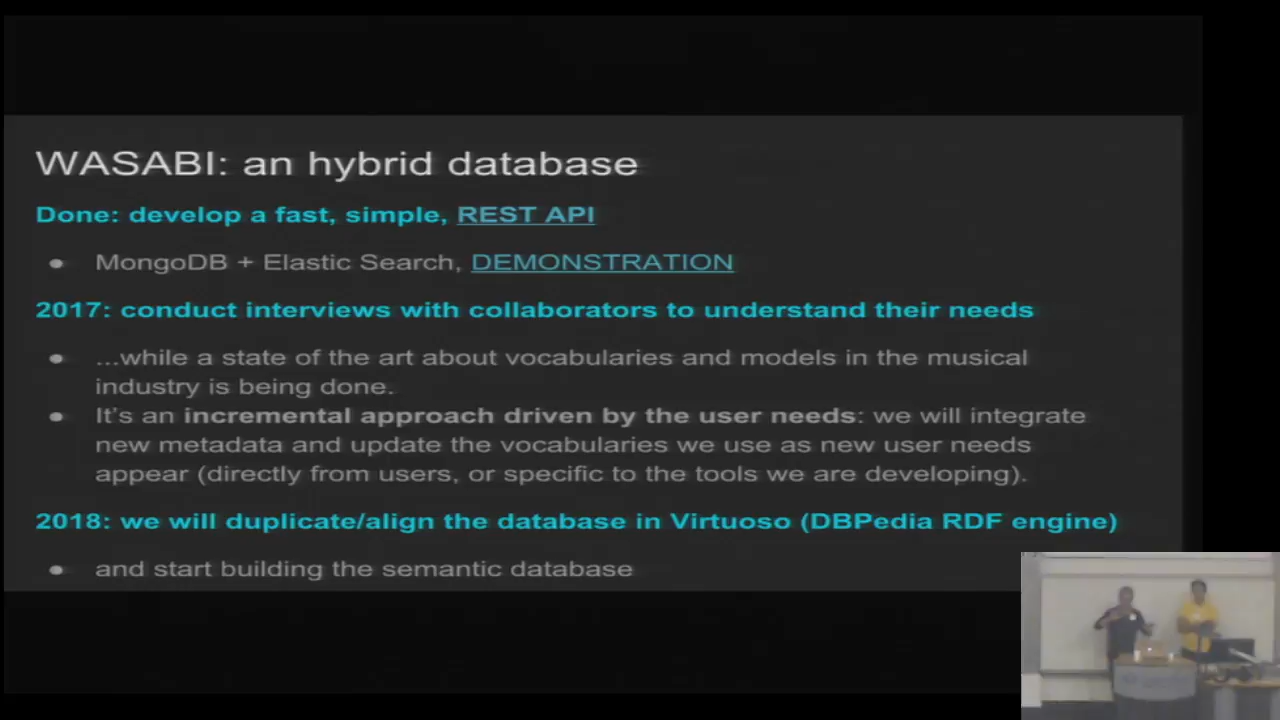 WASABI: an hybrid database
Done: develop a fast, simple, REST API
● MongoDB + Elastic Search, DEMONSTRATION
2017: conduct interviews with collaborators to understand their needs
● ...while a state of the art about vocabularies and models in the musical
industry is being done.
● It's an incremental approach driven by the user needs: we will integrate
new metadata and update the vocabularies we use as new user needs
appear (directly from users, or specific to the tools we are developing).
2018: we will duplicate/align the database in Virtuoso (DBPedia RDF engine)
● and start building the semantic database